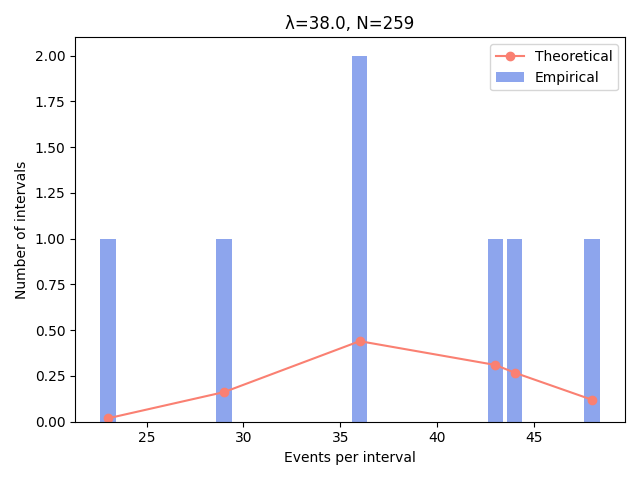 λ=38.0, N=259
Theoretical
Empirical
Number of intervals
2.00
1.75
1.50
1.25
1.00
0.75
0.50
0.25
0.00
25 30 35 40 45
Events per interval